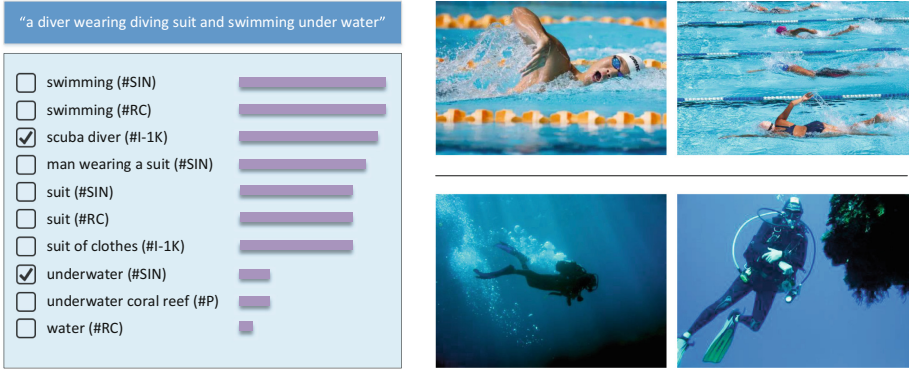 “a diver wearing diving suit and swimming under water”
swimming (#SIN)
swimming (#RC)
scuba diver (#I-1K)
man wearing a suit (#SIN)
suit (#SIN)
suit (#RC)
suit of clothes (#I-1K)
underwater (#SIN)
underwater coral reef (#P)
water (#RC)